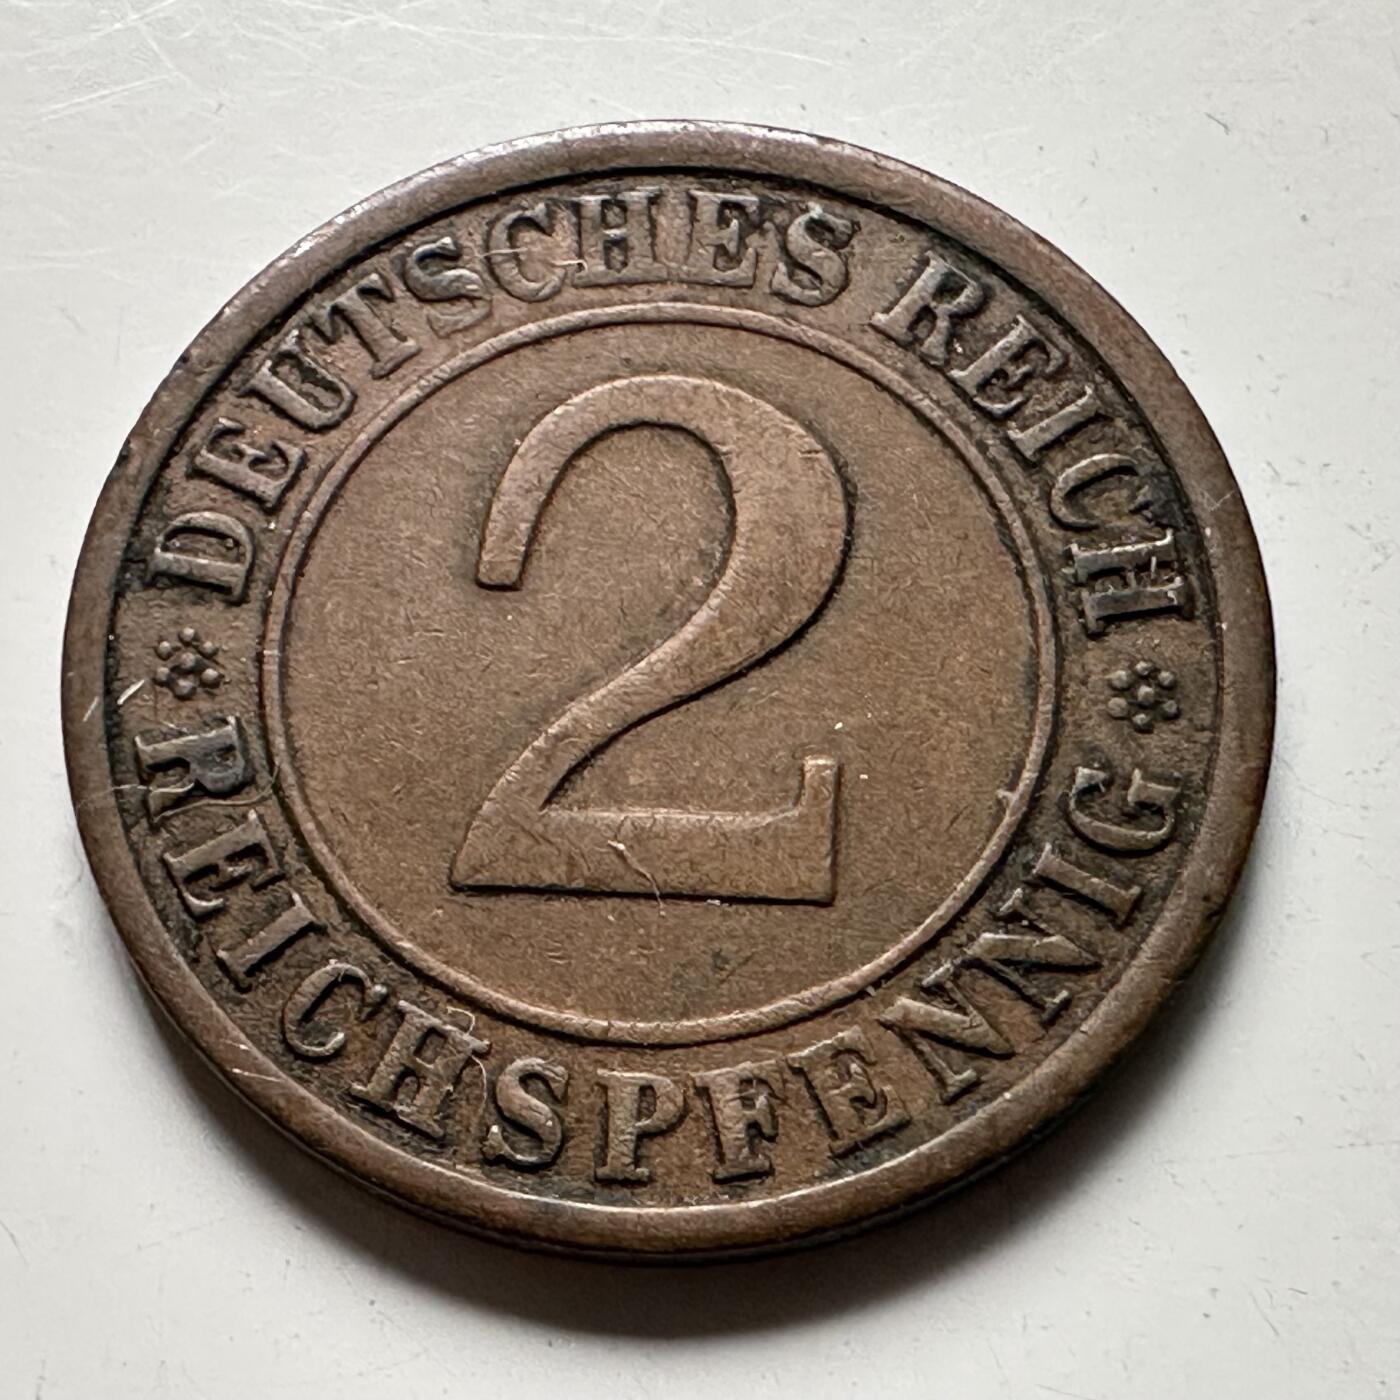 DEUTSCHES REICH
2
REICHSPFENNIG